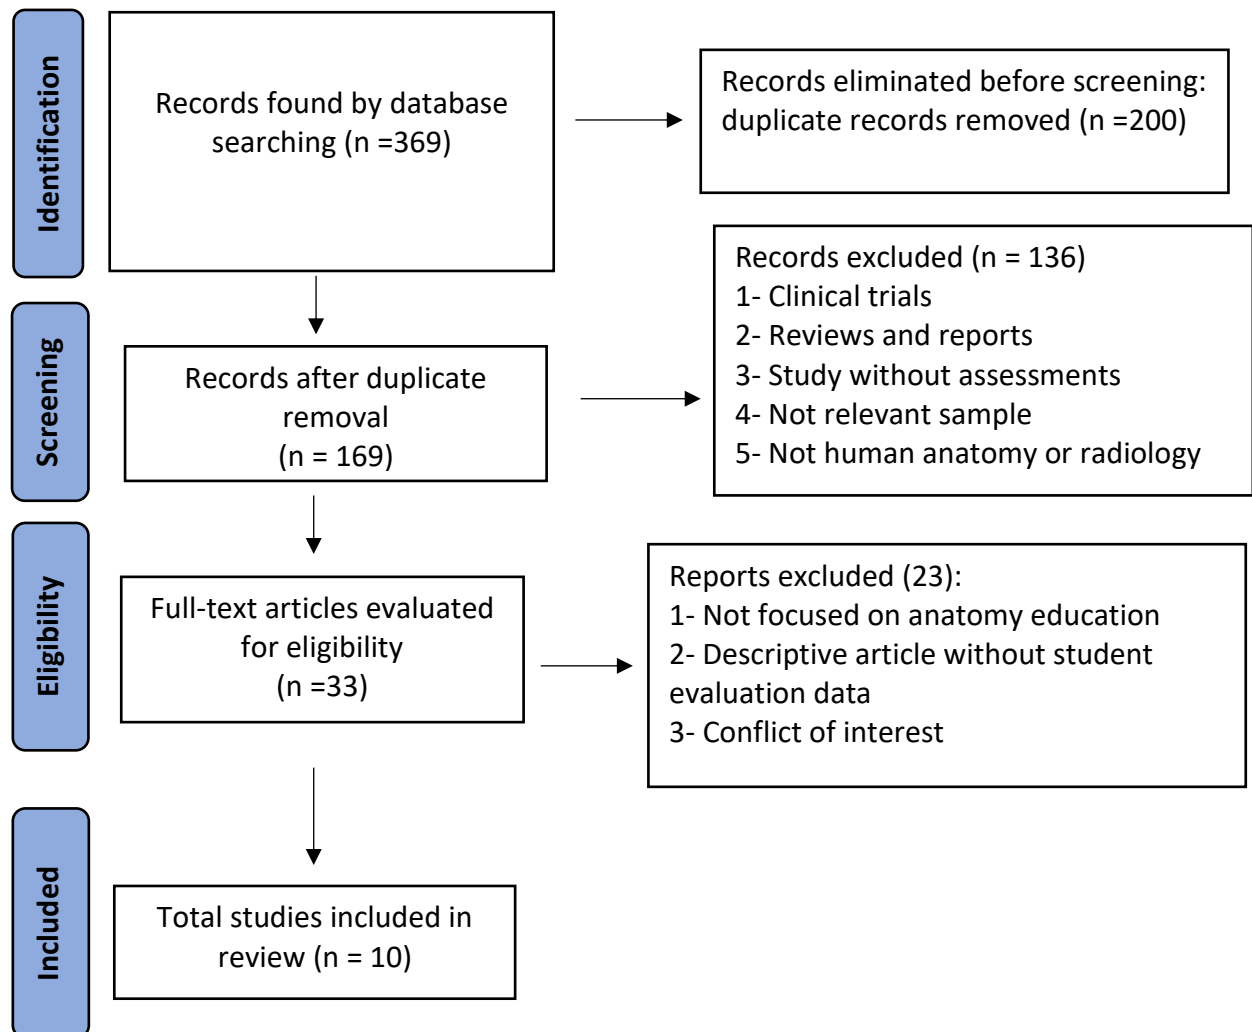 Identification
Records found by database
searching (n =369)
Records eliminated before screening:
duplicate records removed (n =200)
Screening
Records after duplicate
removal
(n = 169)
Records excluded (n = 136)
1- Clinical trials
2- Reviews and reports
3- Study without assessments
4- Not relevant sample
5- Not human anatomy or radiology
Eligibility
Full-text articles evaluated
for eligibility
(n =33)
Reports excluded (23):
1- Not focused on anatomy education
2- Descriptive article without student
evaluation data
3- Conflict of interest
Included
Total studies included in
review (n = 10)